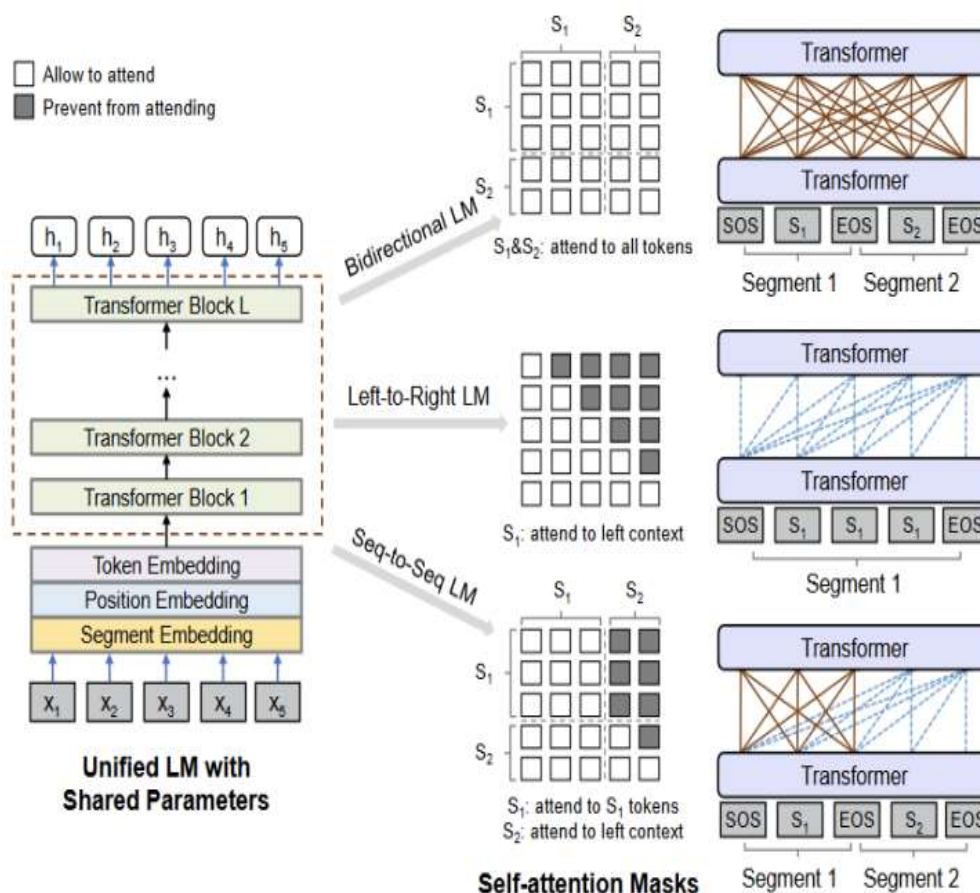 Allow to attend
Prevent from attending
h1 h2 h3 h4 h5
Transformer Block L
...
Transformer Block 2
Transformer Block 1
Token Embedding
Position Embedding
Segment Embedding
x1 x2 x3 x4 x5
Unified LM with
Shared Parameters
Bidirectional LM
Left-to-Right LM
Seq-to-Seq LM
S1 S2
S1
S2
S1&S2: attend to all tokens
S1: attend to left context
S1 S2
S1
S2
S1: attend to S1 tokens
S2: attend to left context
Self-attention Masks
Transformer
Transformer
SOS S1 EOS S2 EOS
Segment 1 Segment 2
Transformer
Transformer
SOS S1 S1 S1 EOS
Segment 1
Transformer
Transformer
SOS S1 EOS S2 EOS
Segment 1 Segment 2